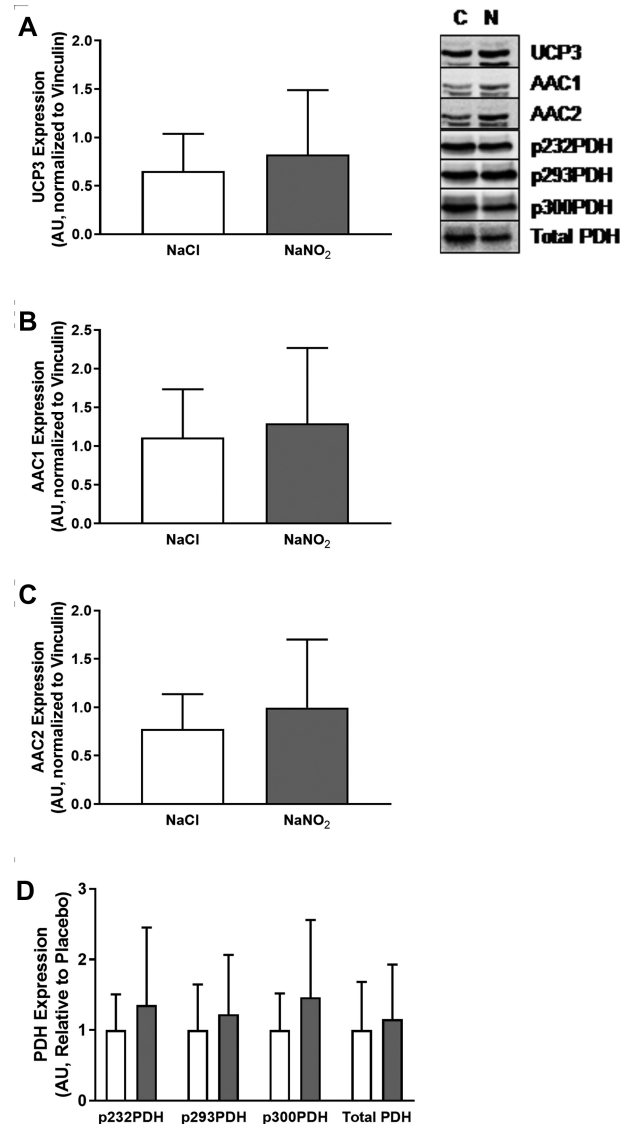 A
UCP3 Expression
(AU, normalized to Vinculin)
2.0
1.5
1.0
0.5
0.0
NaCl
NaNO₂
C N
UCP3
AAC1
AAC2
p232PDH
p293PDH
p300PDH
Total PDH
B
AAC1 Expression
(AU, normalized to Vinculin)
2.5
2.0
1.5
1.0
0.5
0.0
NaCl
NaNO₂
C
AAC2 Expression
(AU, normalized to Vinculin)
2.0
1.5
1.0
0.5
0.0
NaCl
NaNO₂
D
PDH Expression
(AU, Relative to Placebo)
3
2
1
0
p232PDH
p293PDH
p300PDH
Total PDH